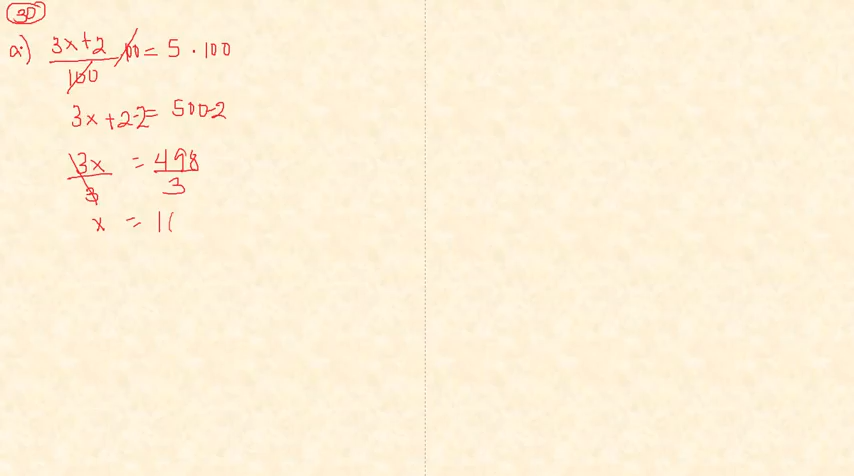 30
a.) 3x+2/100 · 100 = 5 · 100
3x+2-2 = 500-2
3x/3 = 498/3
x = 1(